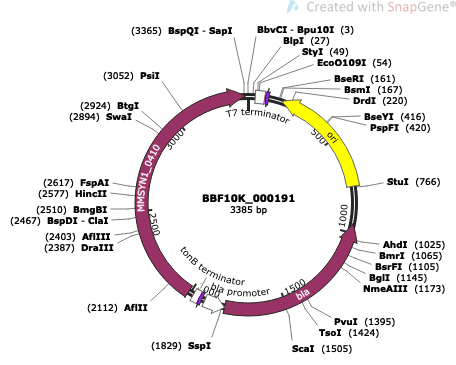 Created with SnapGene®
(3365) BspQI - SapI
BbvCI - Bpu10I (3)
BlpI (27)
StyI (49)
EcoO109I (54)
(3052) PsiI
BseRI (161)
BsmI (167)
DrdI (220)
(2924) BtgI
(2894) SwaI
T7 terminator
BseYI (416)
PspFI (420)
ori
500
3000
MMSYN1_0410
(2617) FspAI
(2577) HincII
(2510) BmgBI
(2467) BspDI - ClaI
(2403) AflIII
(2387) DraIII
StuI (766)
BBF10K_000191
3385 bp
1000
2500
AhdI (1025)
BmrI (1065)
BsrFI (1105)
BglI (1145)
NmeAIII (1173)
tonB terminator
bla promoter
1500
bla
(2112) AflII
PvuI (1395)
TsoI (1424)
(1829) SspI
ScaI (1505)